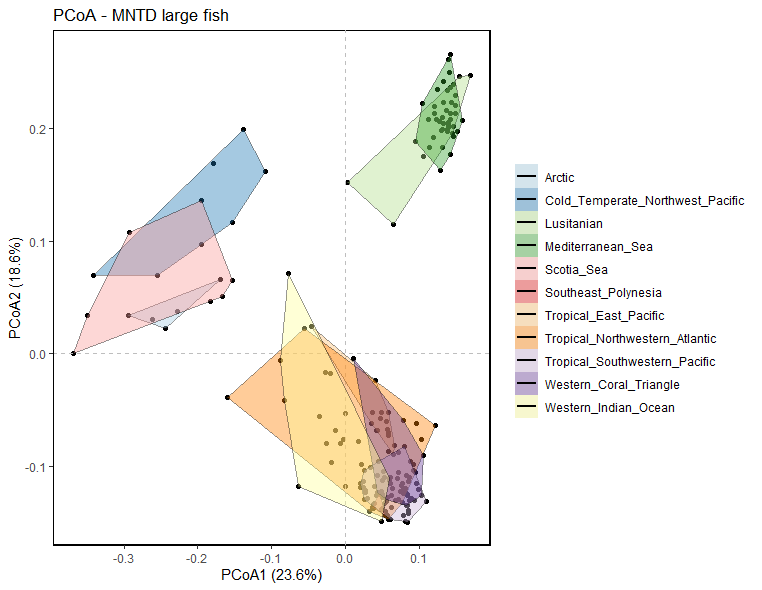 PCoA - MNTD large fish
0.2
0.1
0.0
-0.1
PCoA2 (18.6%)
-0.3
-0.2
-0.1
0.0
0.1
PCoA1 (23.6%)
Arctic
Cold_Temperate_Northwest_Pacific
Lusitanian
Mediterranean_Sea
Scotia_Sea
Southeast_Polynesia
Tropical_East_Pacific
Tropical_Northwestern_Atlantic
Tropical_Southwestern_Pacific
Western_Coral_Triangle
Western_Indian_Ocean